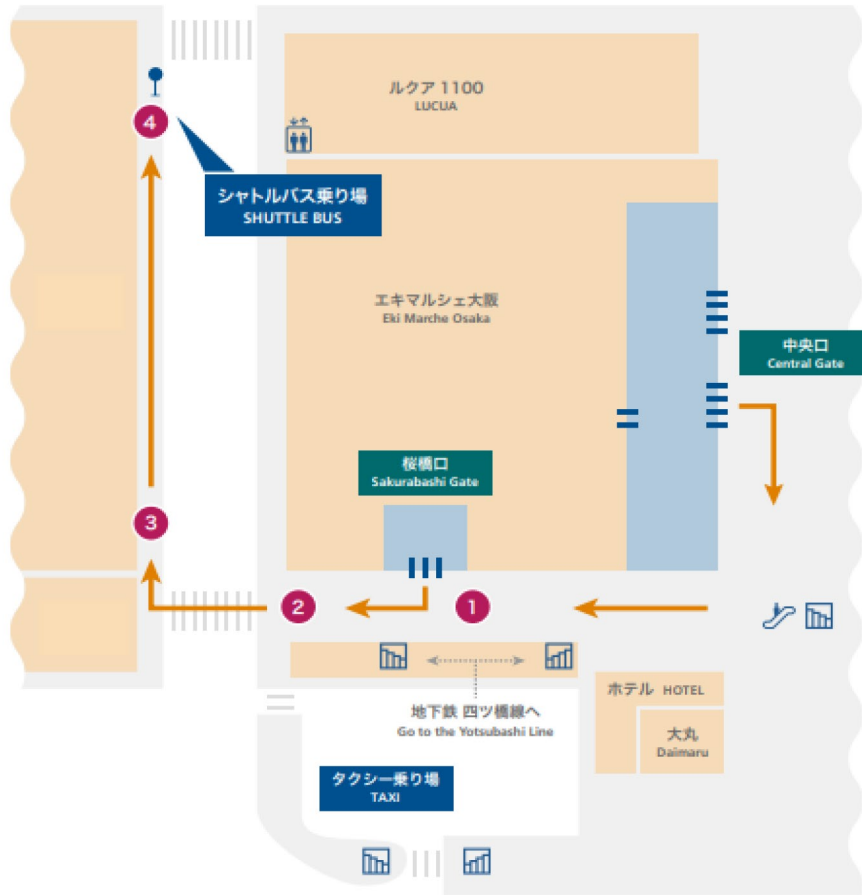 ルクア 1100
LUCUA
4
シャトルバス乗り場
SHUTTLE BUS
エキマルシェ大阪
Eki Marche Osaka
中央口
Central Gate
桜橋口
Sakurabashi Gate
3
2
1
ホテル HOTEL
地下鉄 四ツ橋線へ
Go to the Yotsubashi Line
大丸
Daimaru
タクシー乗り場
TAXI